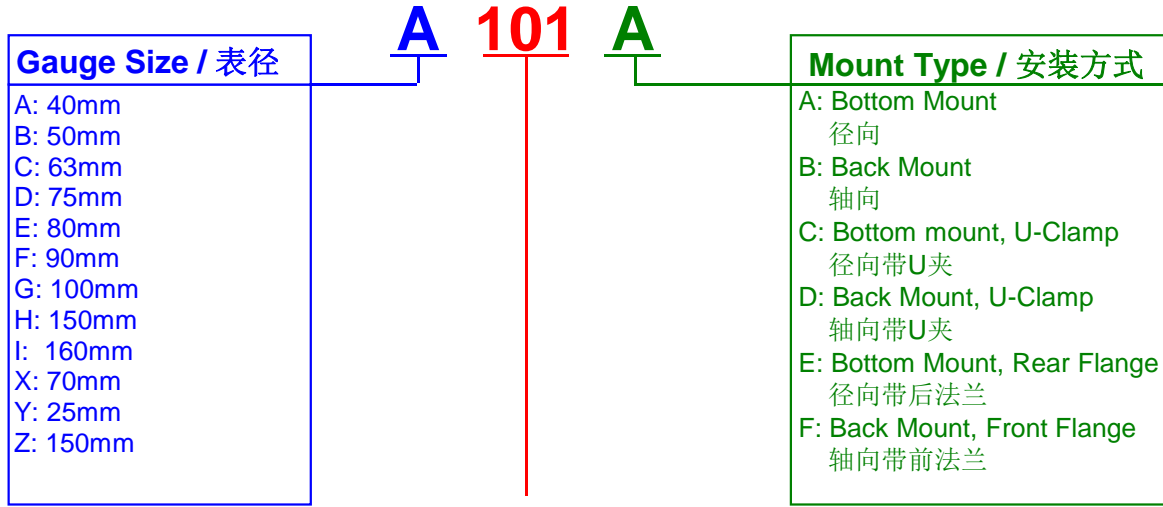 A 101 A
Gauge Size / 表径
A: 40mm
B: 50mm
C: 63mm
D: 75mm
E: 80mm
F: 90mm
G: 100mm
H: 150mm
I: 160mm
X: 70mm
Y: 25mm
Z: 150mm
Mount Type / 安装方式
A: Bottom Mount
径向
B: Back Mount
轴向
C: Bottom mount, U-Clamp
径向带U夹
D: Back Mount, U-Clamp
轴向带U夹
E: Bottom Mount, Rear Flange
径向带后法兰
F: Back Mount, Front Flange
轴向带前法兰